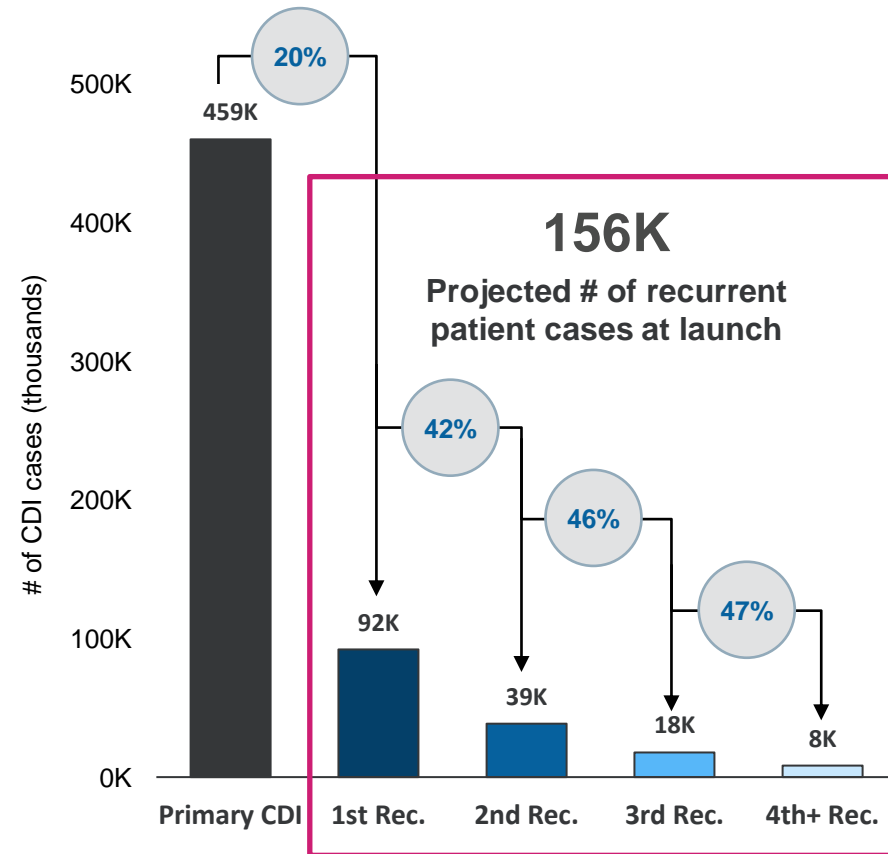 20%
500K
459K
400K
156K
Projected # of recurrent
patient cases at launch
300K
42%
# of CDI cases (thousands)
200K
46%
47%
100K
92K
39K
18K
8K
0K
Primary CDI
1st Rec.
2nd Rec.
3rd Rec.
4th+ Rec.